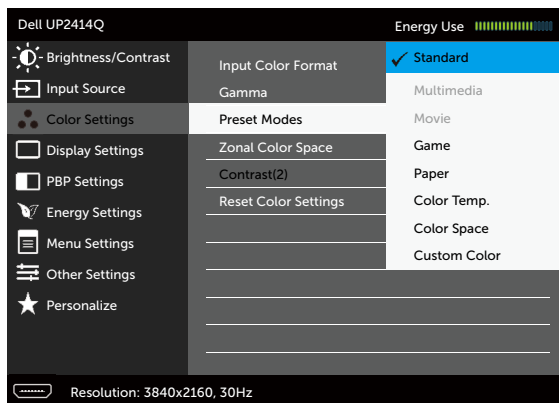 Dell UP2414Q
Energy Use
Brightness/Contrast
Input Source
Color Settings
Display Settings
PBP Settings
Energy Settings
Menu Settings
Other Settings
Personalize
Input Color Format
Gamma
Preset Modes
Zonal Color Space
Contrast(2)
Reset Color Settings
Standard
Multimedia
Movie
Game
Paper
Color Temp.
Color Space
Custom Color
Resolution: 3840x2160, 30Hz